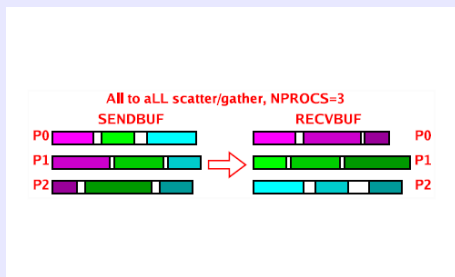 All to aLL scatter/gather, NPROCS=3
SENDBUF RECVBUF
P0 P0
P1 P1
P2 P2